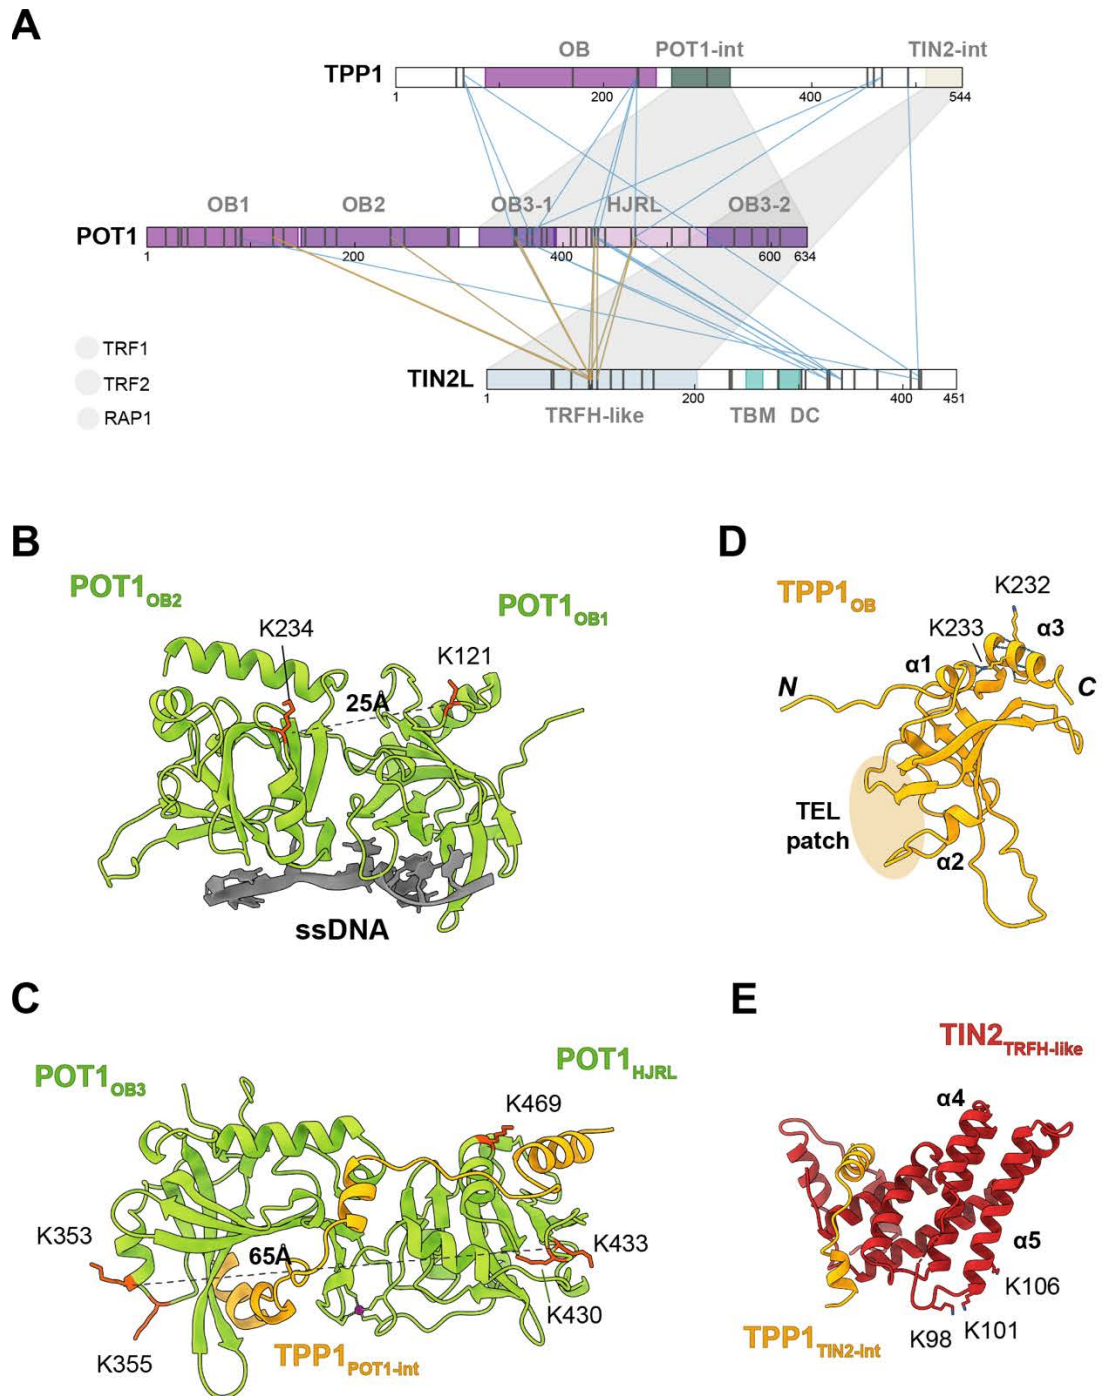 A
OB POT1-int TIN2-int
TPP1
1 200 400 544
OB1 OB2 OB3-1 HJRL OB3-2
POT1
1 200 400 600 634
TRF1
TRF2
RAP1
TIN2L
1 200 400 451
TRFH-like TBM DC
B
POT1OB2
POT1OB1
K234
K121
25Å
ssDNA
D
TPP1OB
K232
K233
α3
α1
N
C
TEL
patch
α2
C
POT1OB3
POT1HJRL
K469
K353
65Å
K433
K430
K355
TPP1POT1-int
E
TIN2TRFH-like
α4
α5
K106
K101
K98
TPP1TIN2-int